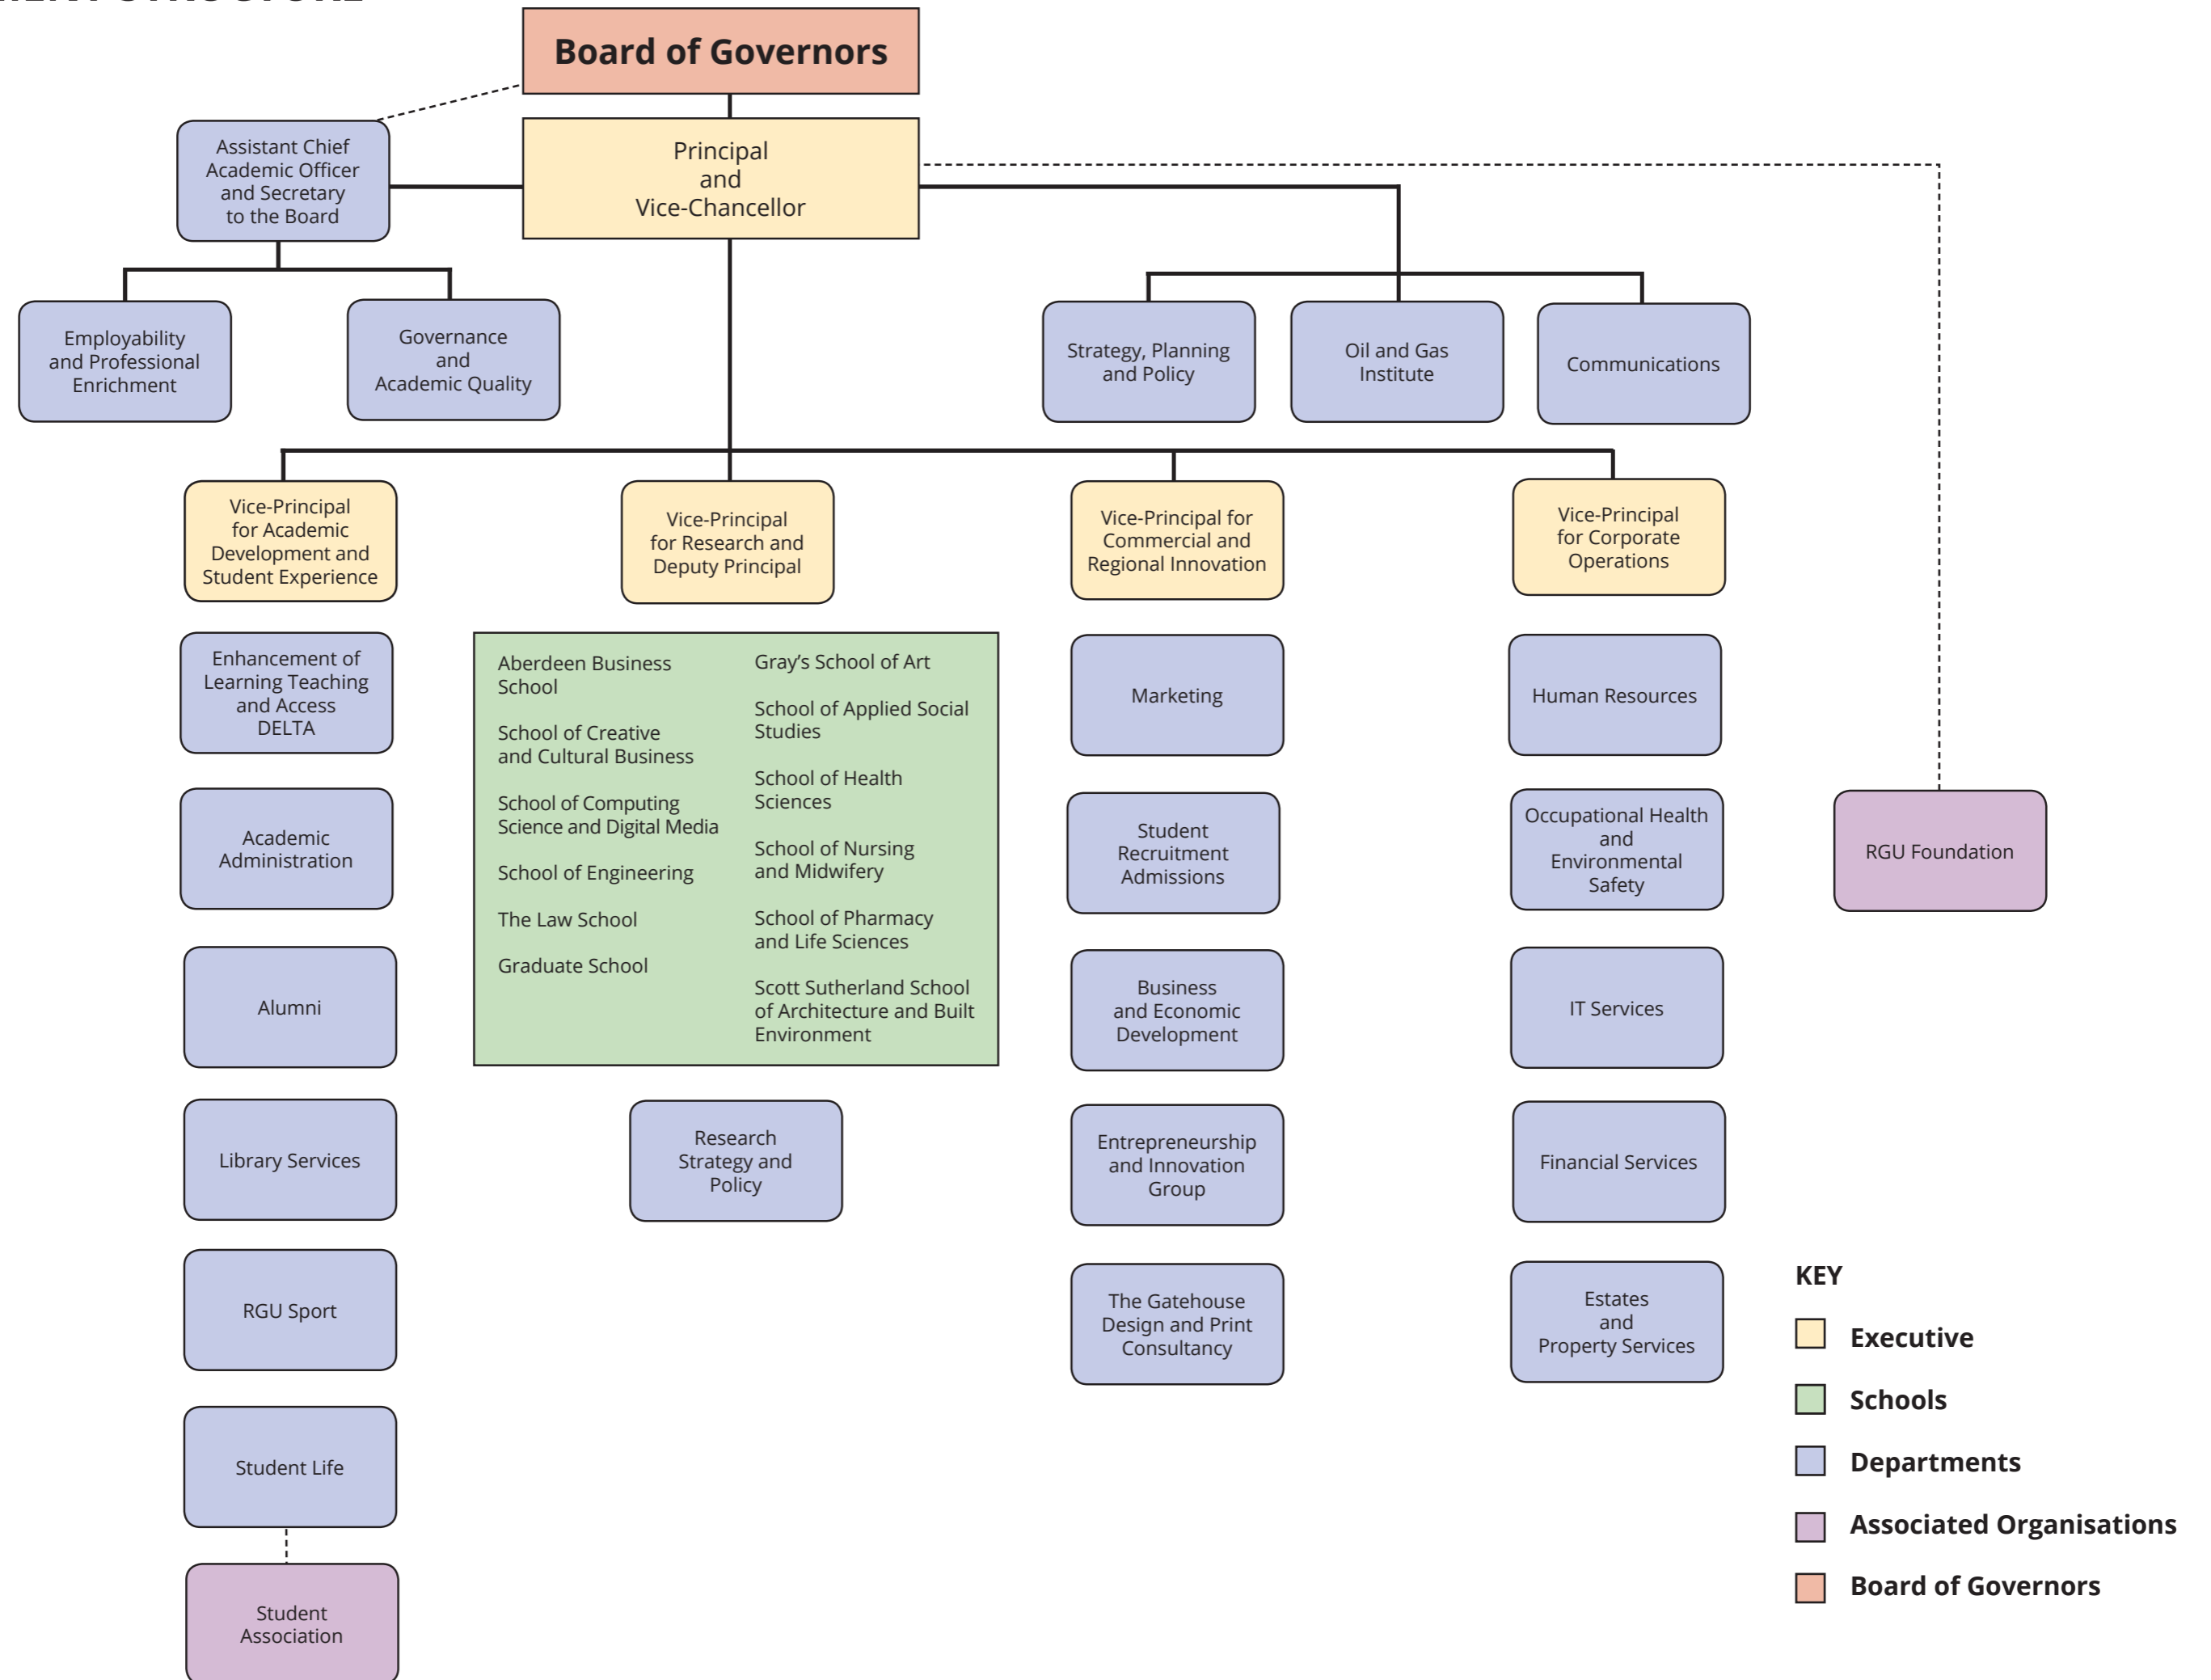 Board of Governors
Assistant Chief
Academic Officer
and Secretary
to the Board
Principal
and
Vice-Chancellor
Employability
and Professional
Enrichment
Governance
and
Academic Quality
Strategy, Planning
and Policy
Oil and Gas
Institute
Communications
Vice-Principal
for Academic
Development and
Student Experience
Vice-Principal
for Research and
Deputy Principal
Vice-Principal for
Commercial and
Regional Innovation
Vice-Principal
for Corporate
Operations
Enhancement of
Learning Teaching
and Access
DELTA
Academic
Administration
Alumni
Library Services
RGU Sport
Student Life
Student
Association
Aberdeen Business
School
School of Creative
and Cultural Business
School of Computing
Science and Digital Media
School of Engineering
The Law School
Graduate School
Gray’s School of Art
School of Applied Social
Studies
School of Health
Sciences
School of Nursing
and Midwifery
School of Pharmacy
and Life Sciences
Scott Sutherland School
of Architecture and Built
Environment
Research
Strategy and
Policy
Marketing
Student
Recruitment
Admissions
Business
and Economic
Development
Entrepreneurship
and Innovation
Group
The Gatehouse
Design and Print
Consultancy
Human Resources
Occupational Health
and
Environmental
Safety
IT Services
Financial Services
Estates
and
Property Services
RGU Foundation
KEY
Executive
Schools
Departments
Associated Organisations
Board of Governors